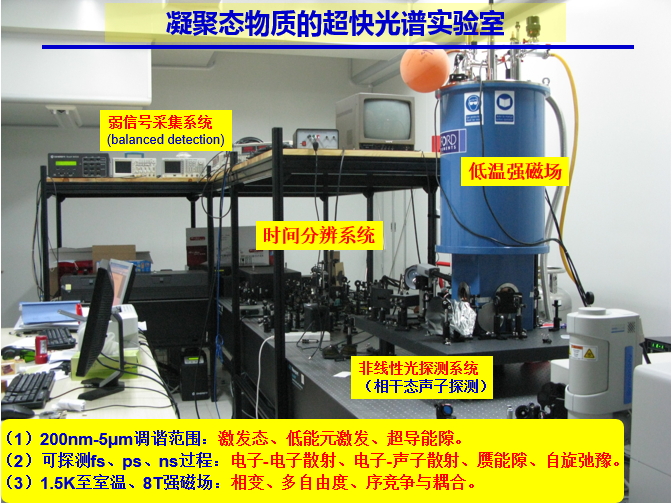 凝聚态物质的超快光谱实验室
弱信号采集系统
(balanced detection)
低温强磁场
时间分辨系统
非线性光探测系统
（相干态声子探测）
（1）200nm-5μm调谐范围：激发态、低能元激发、超导能隙。
（2）可探测fs、ps、ns过程：电子-电子散射、电子-声子散射、赝能隙、自旋弛豫。
（3）1.5K至室温、8T强磁场：相变、多自由度、序竞争与耦合。